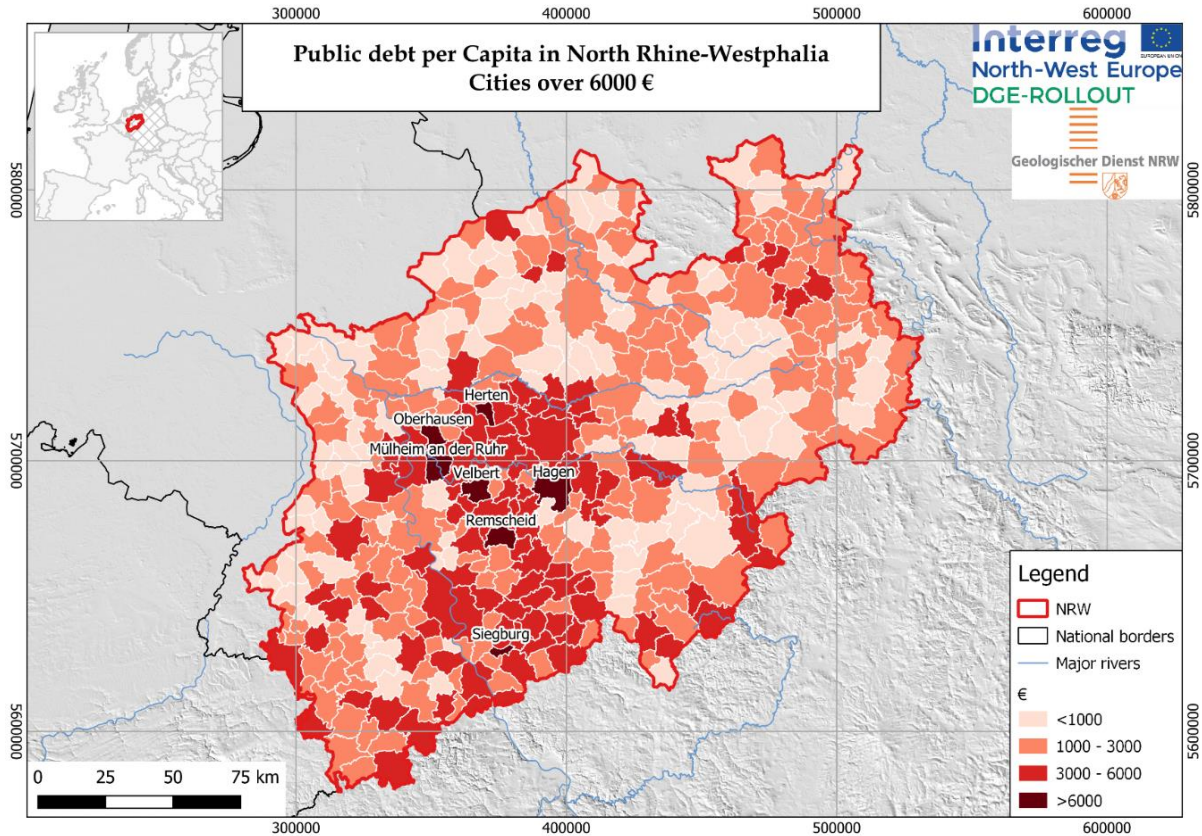 300000
400000
500000
600000
Public debt per Capita in North Rhine-Westphalia
Cities over 6000 €
Interreg
EUROPEAN UNION
North-West Europe
DGE-ROLLOUT
Geologischer Dienst NRW
5800000
5800000
Herten
Oberhausen
Mülheim an der Ruhr
Velbert
Hagen
5700000
5700000
Remscheid
Siegburg
Legend
NRW
National borders
Major rivers
€
<1000
1000 - 3000
3000 - 6000
>6000
5600000
5600000
0 25 50 75 km
300000
400000
500000
600000